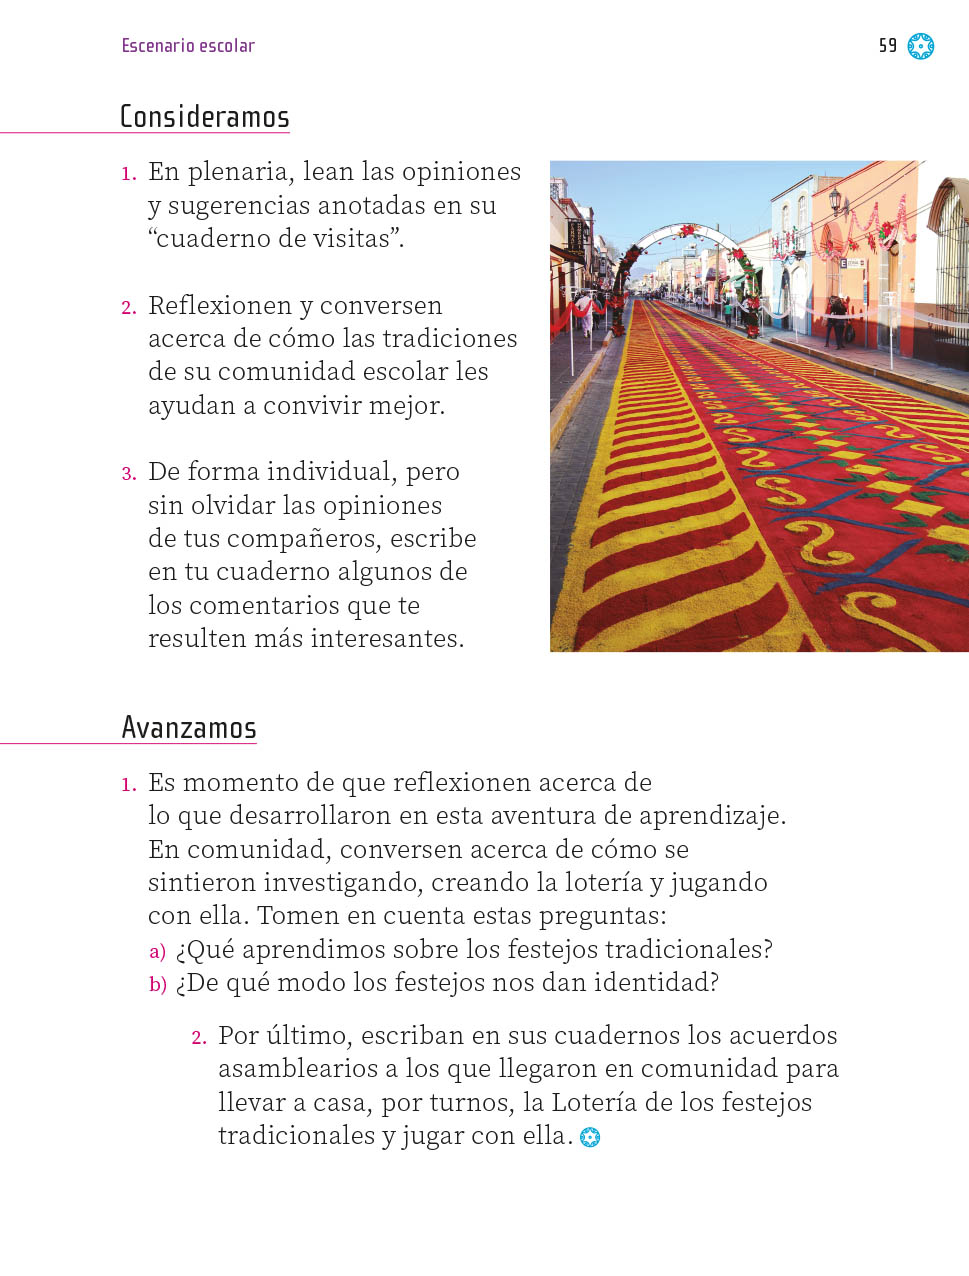 Escenario escolar
59
Consideramos
1. En plenaria, lean las opiniones
y sugerencias anotadas en su
“cuaderno de visitas”.
2. Reflexionen y conversen
acerca de cómo las tradiciones
de su comunidad escolar les
ayudan a convivir mejor.
3. De forma individual, pero
sin olvidar las opiniones
de tus compañeros, escribe
en tu cuaderno algunos de
los comentarios que te
resulten más interesantes.
Avanzamos
1. Es momento de que reflexionen acerca de
lo que desarrollaron en esta aventura de aprendizaje.
En comunidad, conversen acerca de cómo se
sintieron investigando, creando la lotería y jugando
con ella. Tomen en cuenta estas preguntas:
a) ¿Qué aprendimos sobre los festejos tradicionales?
b) ¿De qué modo los festejos nos dan identidad?
2. Por último, escriban en sus cuadernos los acuerdos
asamblearios a los que llegaron en comunidad para
llevar a casa, por turnos, la Lotería de los festejos
tradicionales y jugar con ella.